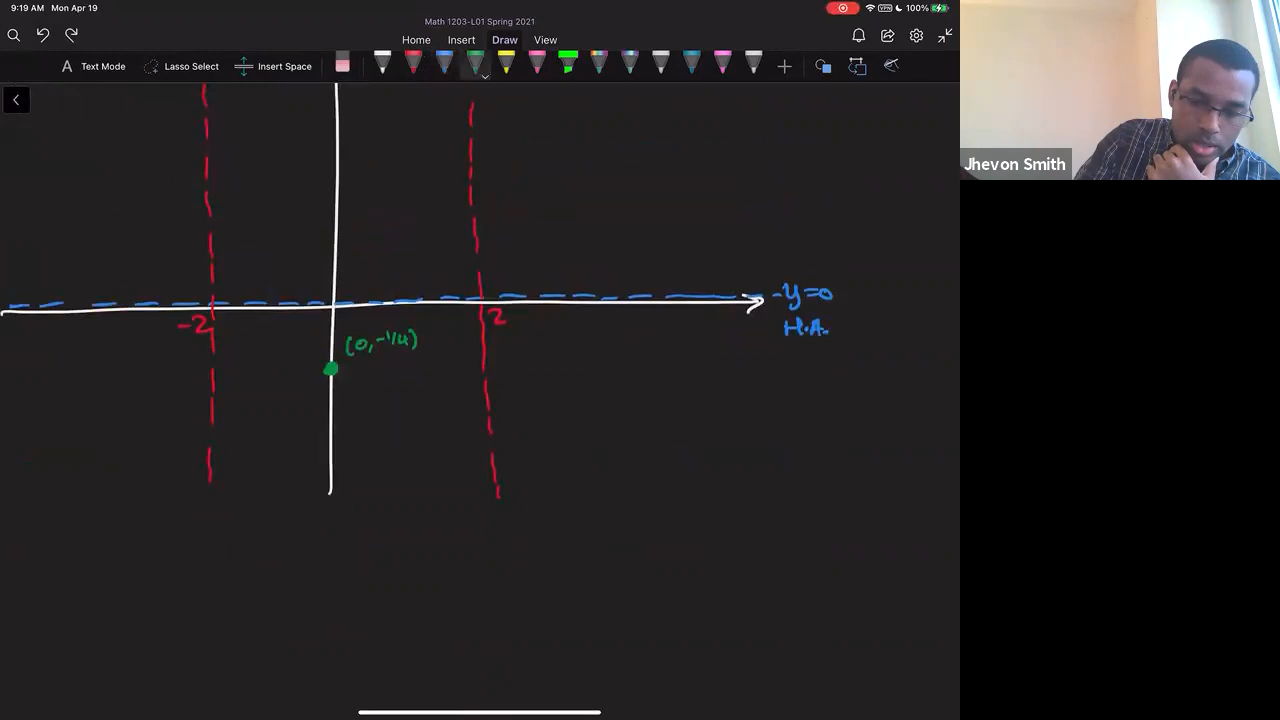 9:19 AM Mon Apr 19
VPN 100%
Math 1203-L01 Spring 2021
Home Insert Draw View
Text Mode Lasso Select Insert Space
Jhevon Smith
-y=0
H.A.
-2
2
(0,-1/4)